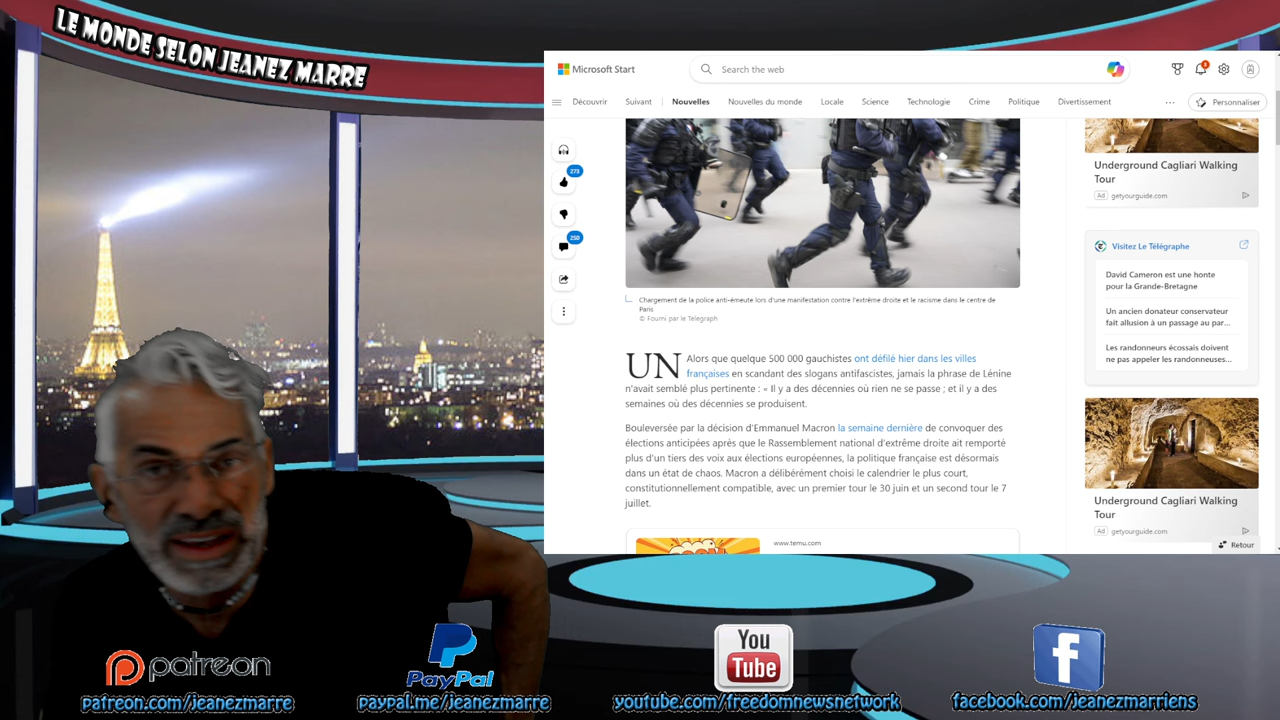 LE MONDE SELON JEANEZ MARRE
Microsoft Start
Search the web
3
Découvrir
Suivant
Nouvelles
Nouvelles du monde
Locale
Science
Technologie
Crime
Politique
Divertissement
...
Personnaliser
273
250
Chargement de la police anti-émeute lors d'une manifestation contre l'extrême droite et le racisme dans le centre de
Paris
© Fourni par le Telegraph
UN Alors que quelque 500 000 gauchistes ont défilé hier dans les villes
françaises en scandant des slogans antifascistes, jamais la phrase de Lénine
n'avait semblé plus pertinente : « Il y a des décennies où rien ne se passe ; et il y a des
semaines où des décennies se produisent.
Bouleversée par la décision d'Emmanuel Macron la semaine dernière de convoquer des
élections anticipées après que le Rassemblement national d'extrême droite ait remporté
plus d'un tiers des voix aux élections européennes, la politique française est désormais
dans un état de chaos. Macron a délibérément choisi le calendrier le plus court,
constitutionnellement compatible, avec un premier tour le 30 juin et un second tour le 7
juillet.
www.temu.com
Underground Cagliari Walking
Tour
Ad getyourguide.com
Visitez Le Télégraphe
David Cameron est une honte
pour la Grande-Bretagne
Un ancien donateur conservateur
fait allusion à un passage au par...
Les randonneurs écossais doivent
ne pas appeler les randonneuses...
Underground Cagliari Walking
Tour
Ad getyourguide.com
Retour
patreon
PayPal
You
Tube
f
patreon.com/jeanezmarre
paypal.me/jeanezmarre
youtube.com/freedomnewsnetwork
facebook.com/jeanezmarriens